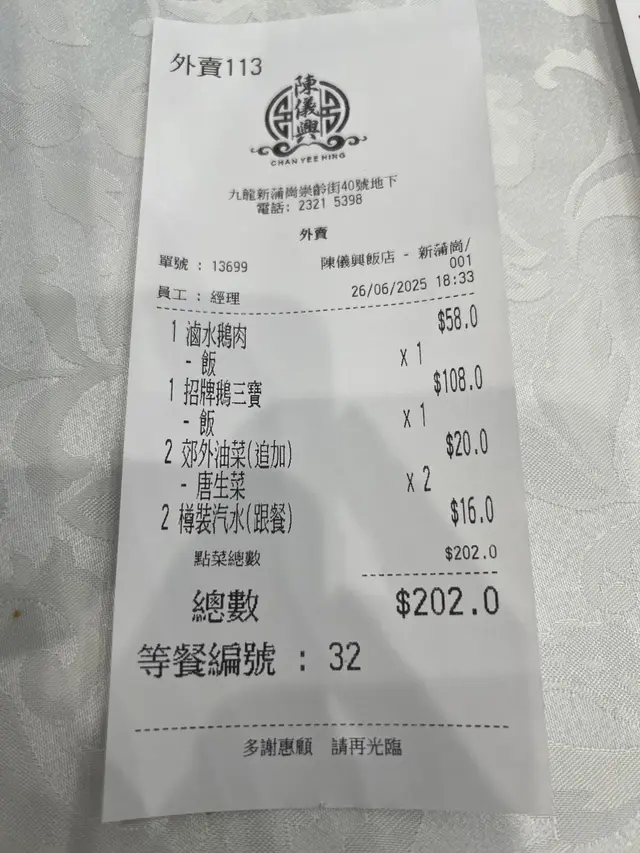 外賣113
陳儀興
CHAN YEE HING
九龍新蒲崗崇齡街40號地下
電話: 2321 5398
外賣
單號 : 13699
陳儀興飯店 - 新蒲崗/
001
員工 : 經理
26/06/2025 18:33
1 滷水鵝肉 $58.0
- 飯 x 1
1 招牌鵝三寶 $108.0
- 飯 x 1
2 郊外油菜(追加) $20.0
- 唐生菜 x 2
2 樽裝汽水(跟餐) $16.0
點菜總數 $202.0
總數 $202.0
等餐編號 : 32
多謝惠顧 請再光臨